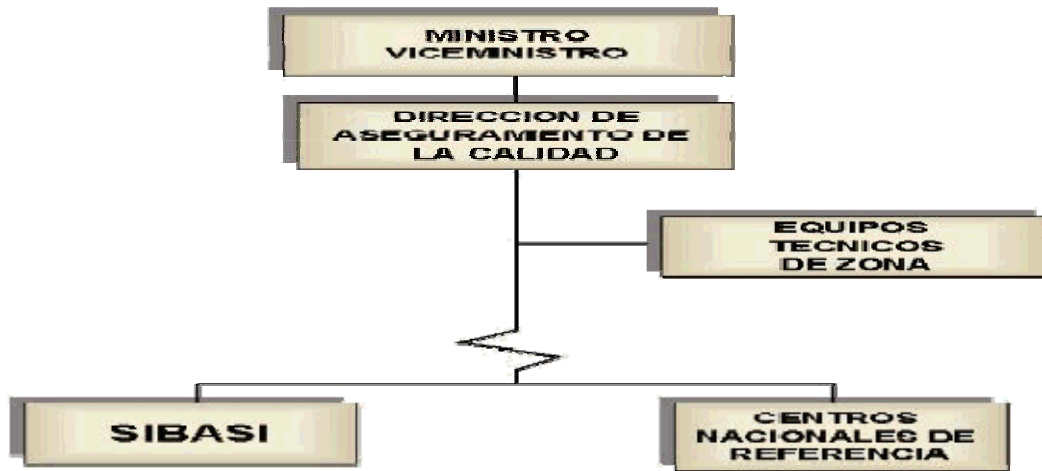 MINISTRO
VICEMINISTRO
DIRECCION DE
ASEGURAMIENTO DE
LA CALIDAD
EQUIPOS
TECNICOS
DE ZONA
SIBASI
CENTROS
NACIONALES DE
REFERENCIA